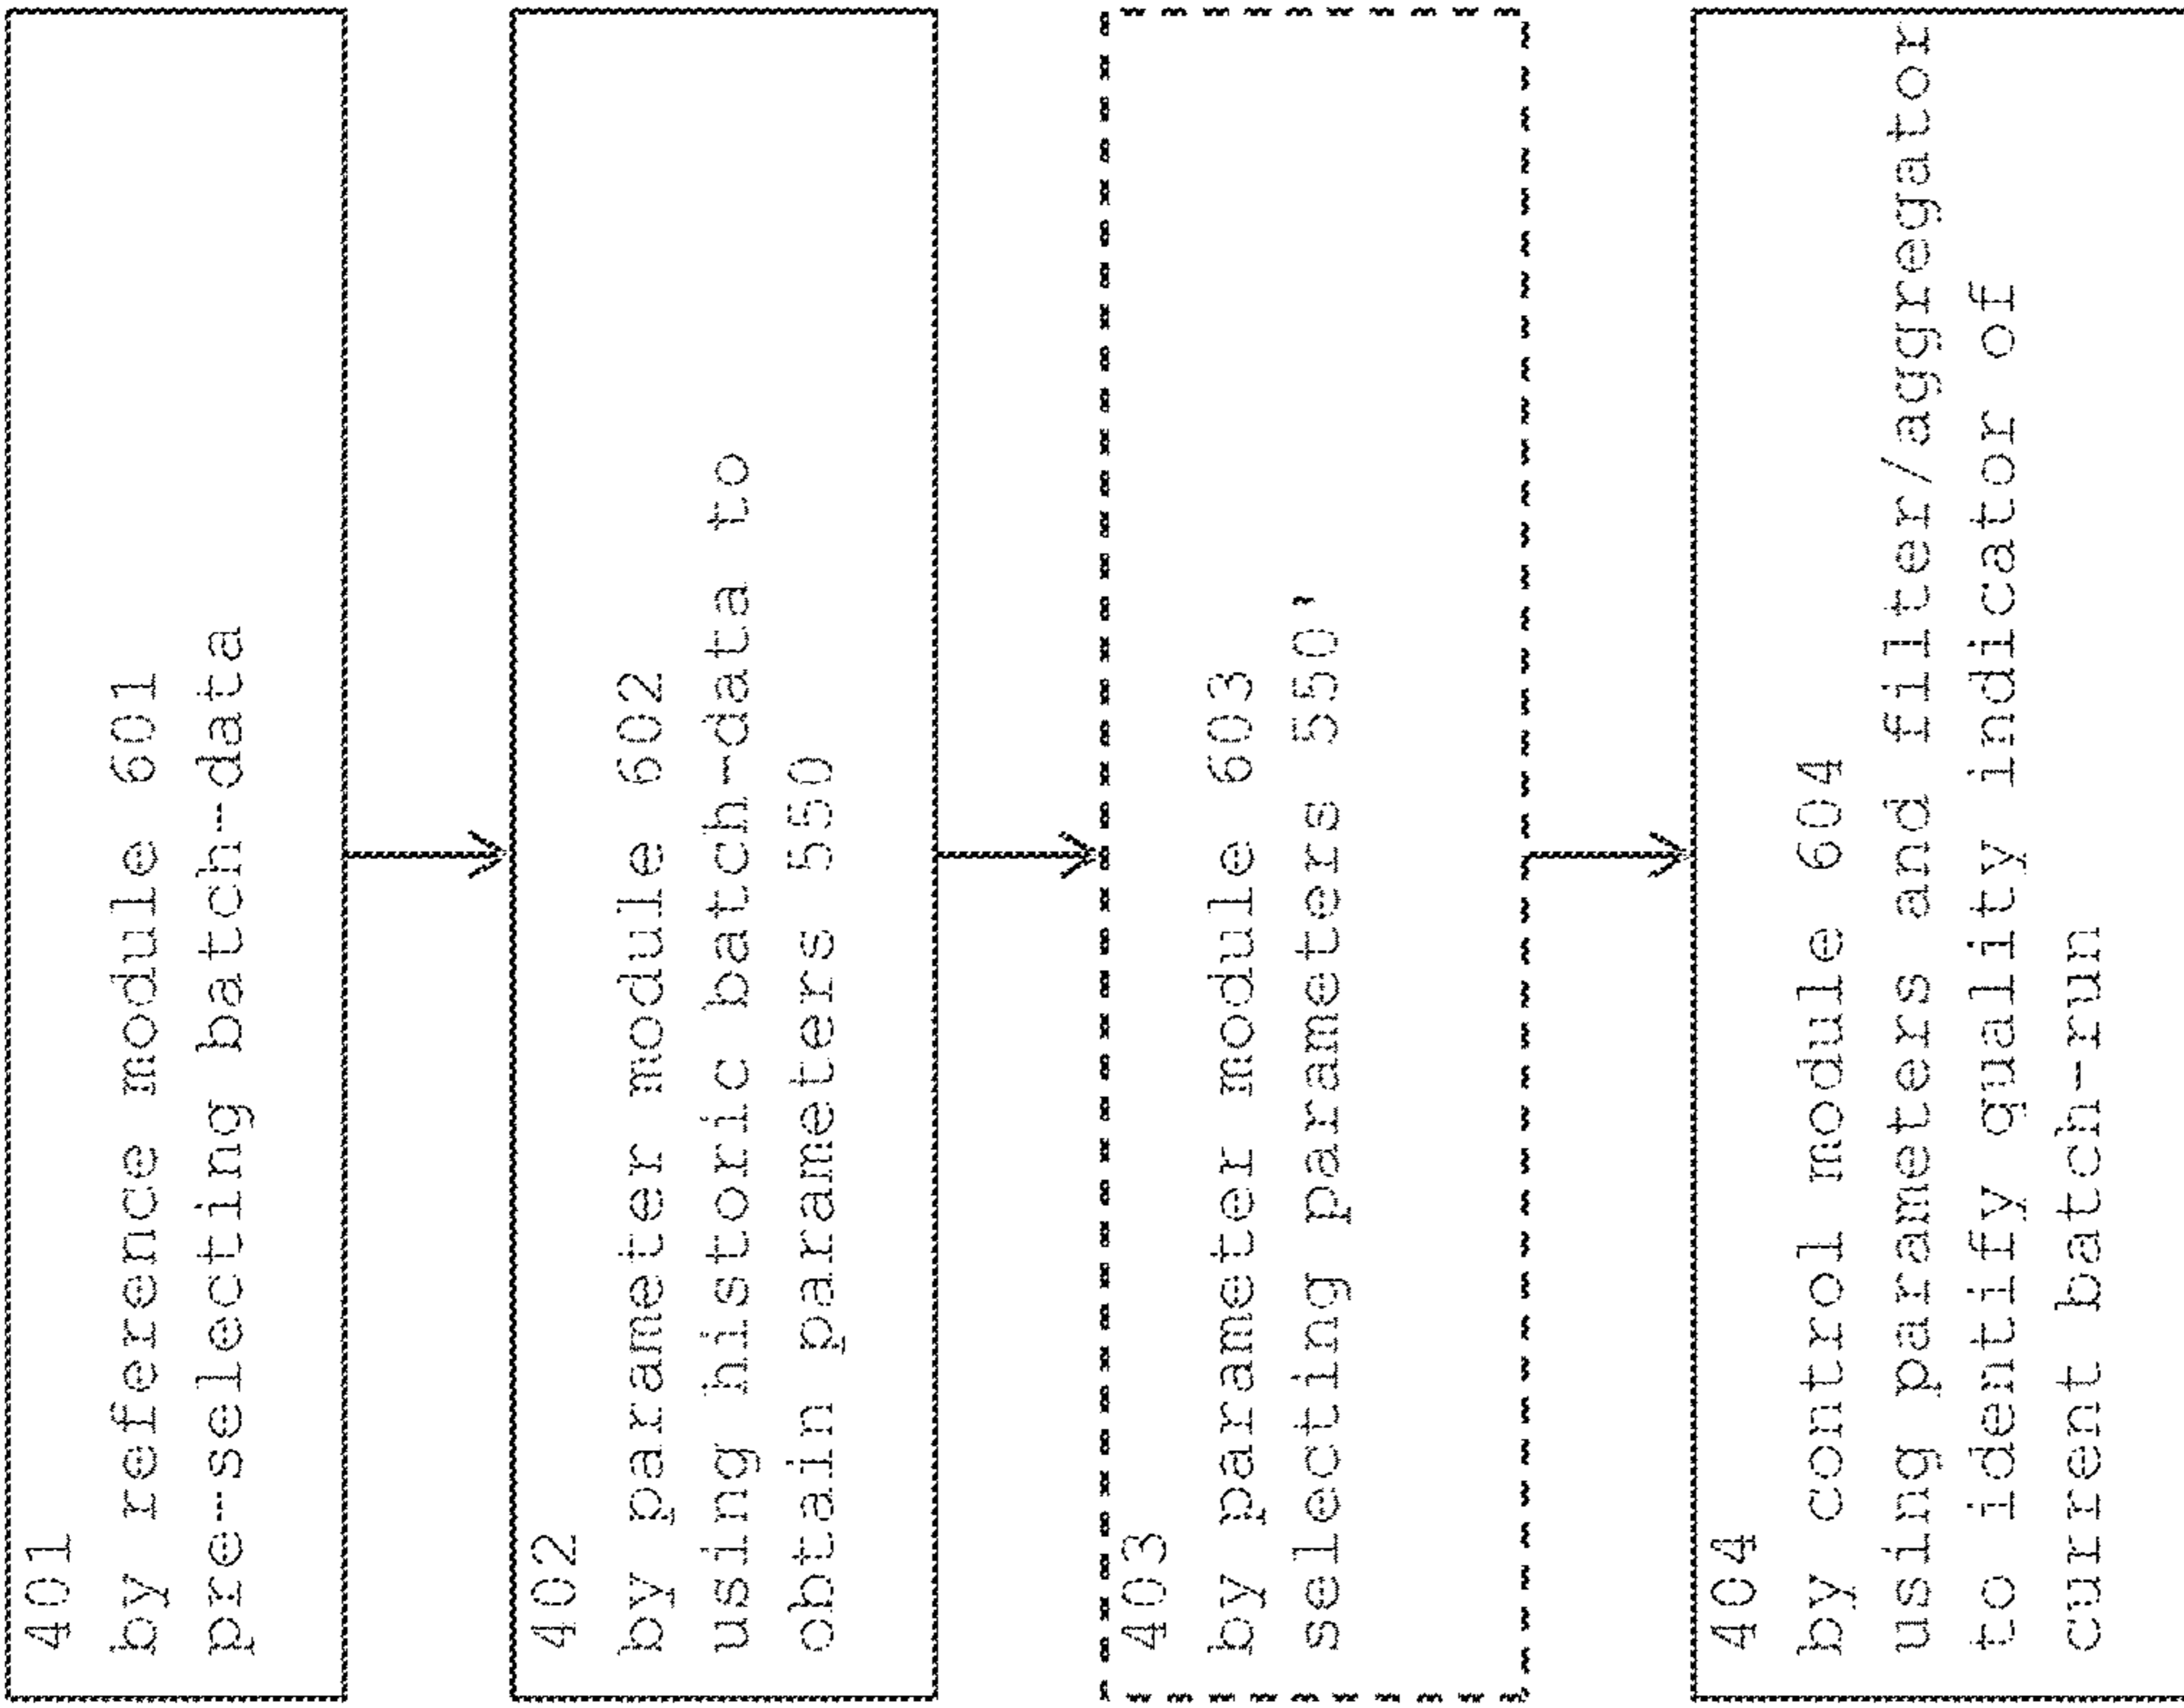 401
by reference module 601
pre-selecting batch-data
402
by parameter module 602
using historic batch-data to
obtain parameters 550
403
by parameter module 603
selecting parameters 550'
404
by control module 604
using parameters and filter/aggregator
to identify quality indicator of
current batch-run